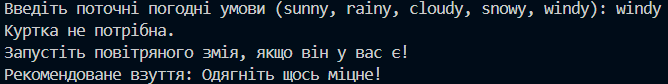 Введіть поточні погодні умови (sunny, rainy, cloudy, snowy, windy): windy
Куртка не потрібна.
Запустіть повітряного змія, якщо він у вас є!
Рекомендоване взуття: Одягніть щось міцне!